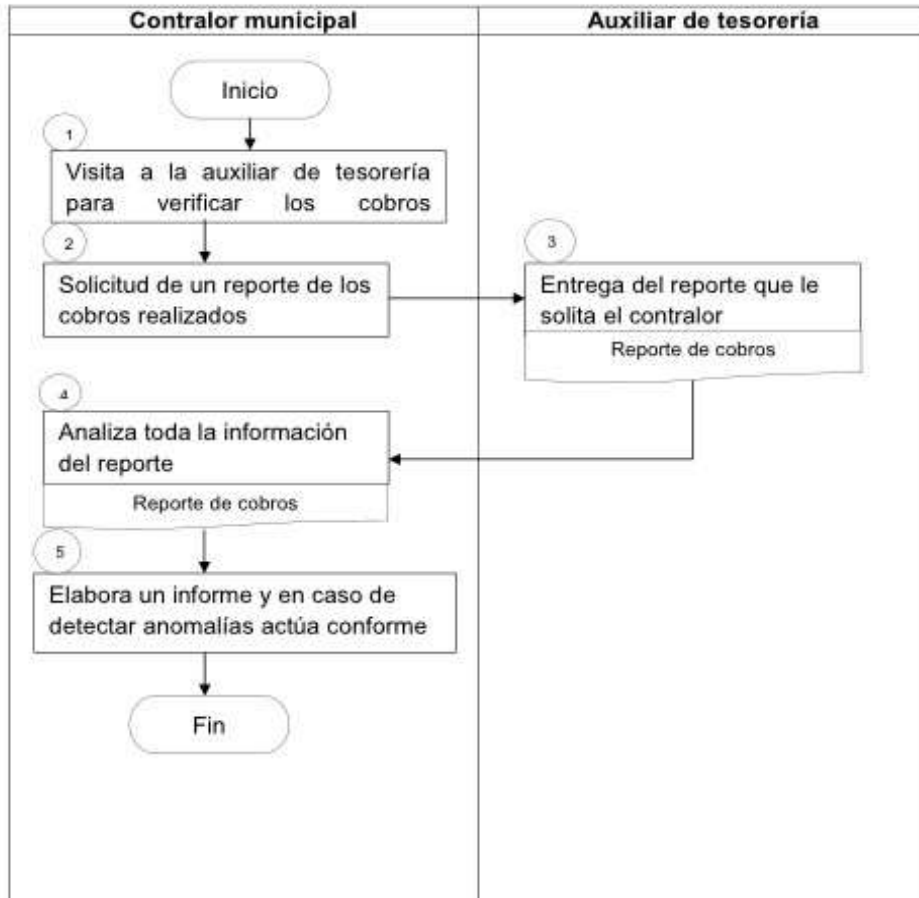 Contralor municipal
Auxiliar de tesorería
Inicio
1
Visita a la auxiliar de tesorería
para verificar los cobros
2
Solicitud de un reporte de los
cobros realizados
3
Entrega del reporte que le
solita el contralor
Reporte de cobros
4
Analiza toda la información
del reporte
Reporte de cobros
5
Elabora un informe y en caso de
detectar anomalías actúa conforme
Fin